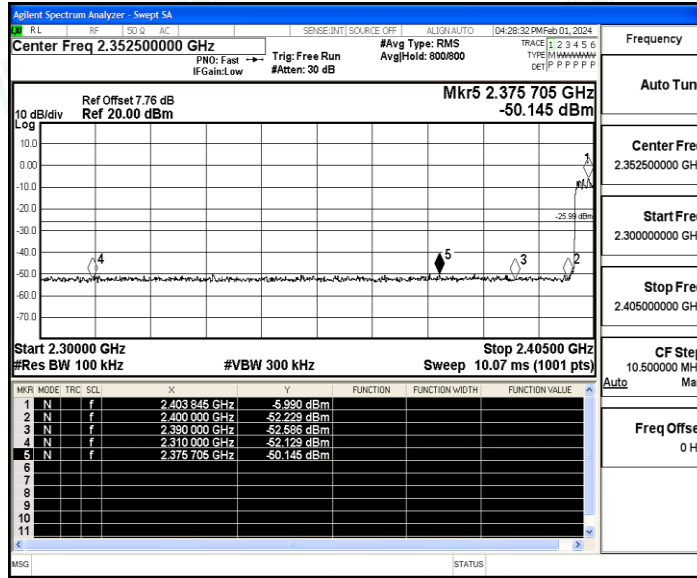 Agilent Spectrum Analyzer - Swept SA
RL RF 50 Ω AC SENSE:INT SOURCE OFF ALIGN AUTO 04:28:32 PM Feb 01, 2024
Center Freq 2.352500000 GHz
PNO: Fast
IFGain:Low
Trig: Free Run
#Atten: 30 dB
#Avg Type: RMS
Avg|Hold: 800/800
TRACE 1 2 3 4 5 6
TYPE M WWWWW
DET P P P P P P
Mkr5 2.375 705 GHz
-50.145 dBm
Ref Offset 7.76 dB
10 dB/div Ref 20.00 dBm
Log
10.0
0.00
-10.0
-20.0
-30.0
-40.0
-50.0
-60.0
-70.0
1
-25.99 dBm
4
5
3
2
Start 2.30000 GHz Stop 2.40500 GHz
#Res BW 100 kHz #VBW 300 kHz Sweep 10.07 ms (1001 pts)
MKR MODE TRC SCL X Y FUNCTION FUNCTION WIDTH FUNCTION VALUE
1 N f 2.403 845 GHz -5.990 dBm
2 N f 2.400 000 GHz -52.229 dBm
3 N f 2.390 000 GHz -52.586 dBm
4 N f 2.310 000 GHz -52.129 dBm
5 N f 2.375 705 GHz -50.145 dBm
6
7
8
9
10
11
MSG STATUS
Frequency
Auto Tun
Center Fre
2.352500000 GH
Start Fre
2.300000000 GH
Stop Fre
2.405000000 GH
CF Ste
10.500000 MH
Auto Ma
Freq Offse
0 H